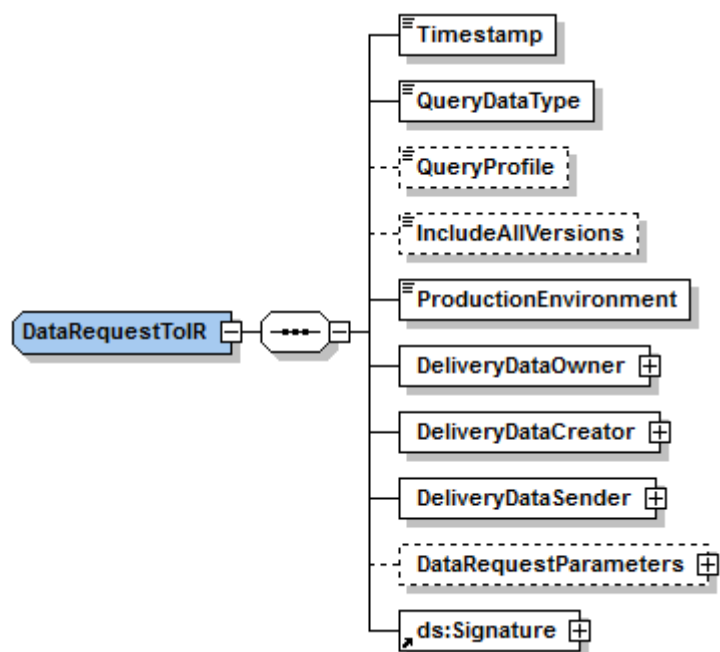 Timestamp
QueryDataType
QueryProfile
IncludeAllVersions
ProductionEnvironment
DataRequestToIR
DeliveryDataOwner
DeliveryDataCreator
DeliveryDataSender
DataRequestParameters
ds:Signature